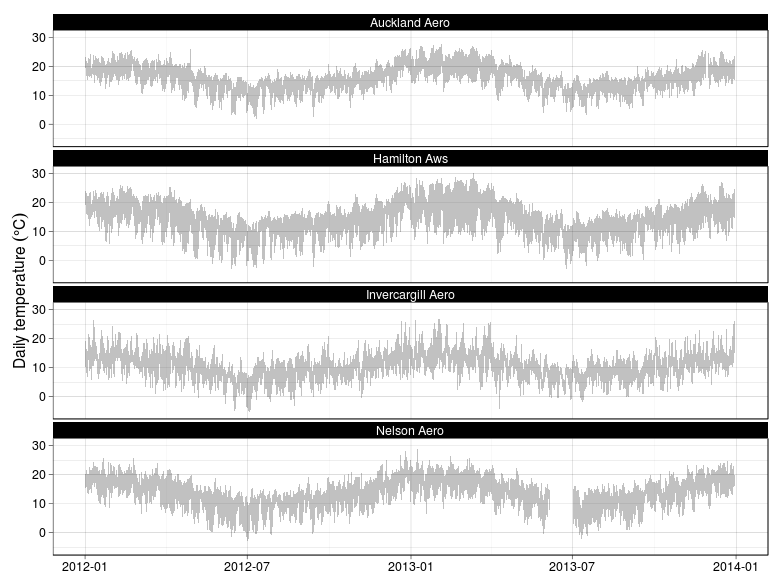 Auckland Aero
30
20
10
0
Hamilton Aws
30
20
10
0
Daily temperature (°C)
Invercargill Aero
30
20
10
0
Nelson Aero
30
20
10
0
2012-01 2012-07 2013-01 2013-07 2014-01